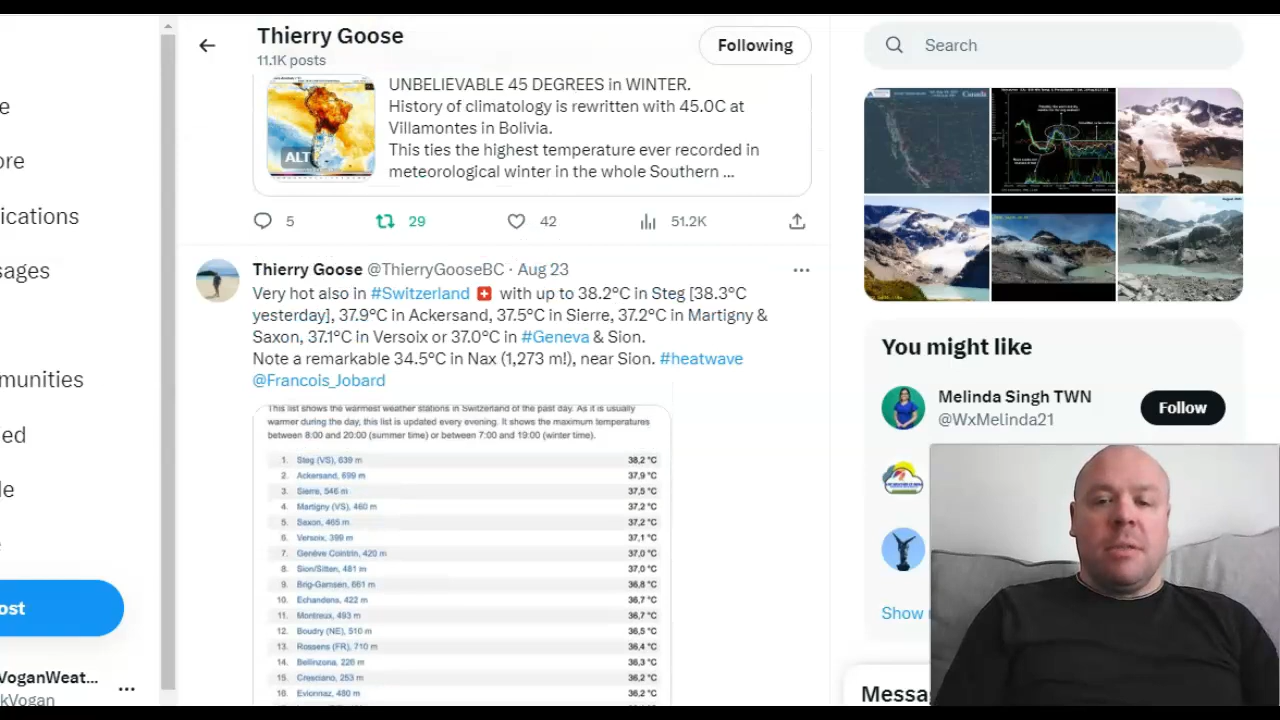 Thierry Goose
11.1K posts
Following
Search
UNBELIEVABLE 45 DEGREES in WINTER.
History of climatology is rewritten with 45.0C at
Villamontes in Bolivia.
This ties the highest temperature ever recorded in
meteorological winter in the whole Southern ...
ALT
5
29
42
51.2K
Thierry Goose @ThierryGooseBC · Aug 23
Very hot also in #Switzerland with up to 38.2°C in Steg [38.3°C
yesterday], 37.9°C in Ackersand, 37.5°C in Sierre, 37.2°C in Martigny &
Saxon, 37.1°C in Versoix or 37.0°C in #Geneva & Sion.
Note a remarkable 34.5°C in Nax (1,273 m!), near Sion. #heatwave
@Francois_Jobard
This list shows the warmest weather stations in Switzerland of the past day. As it is usually
warmer during the day, this list is updated every evening. It shows the maximum temperatures
between 8:00 and 20:00 (summer time) or between 7:00 and 19:00 (winter time).
1. Steg (VS), 639 m 38,2 °C
2. Ackersand, 699 m 37,9 °C
3. Sierre, 546 m 37,5 °C
4. Martigny (VS), 460 m 37,2 °C
5. Saxon, 465 m 37,2 °C
6. Versoix, 399 m 37,1 °C
7. Genève Cointrin, 420 m 37,0 °C
8. Sion/Sitten, 481 m 37,0 °C
9. Brig-Gamsen, 661 m 36,8 °C
10. Echandens, 422 m 36,7 °C
11. Montreux, 493 m 36,7 °C
12. Boudry (NE), 510 m 36,5 °C
13. Rossens (FR), 710 m 36,4 °C
14. Bellinzona, 226 m 36,3 °C
15. Cresciano, 253 m 36,2 °C
16. Evionnaz, 480 m 36,2 °C
e
ore
ications
sages
munities
ied
le
ost
VoganWeat...
kVogan
Canada
You might like
Melinda Singh TWN
@WxMelinda21
Follow
Show
Messa